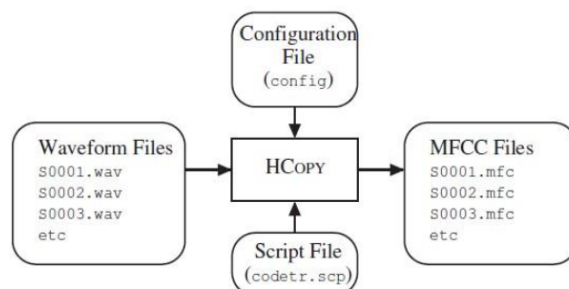 Configuration
File
(config)
Waveform Files
S0001.wav
S0002.wav
S0003.wav
etc
HCOPY
MFCC Files
S0001.mfc
S0002.mfc
S0003.mfc
etc
Script File
(codetr.scp)